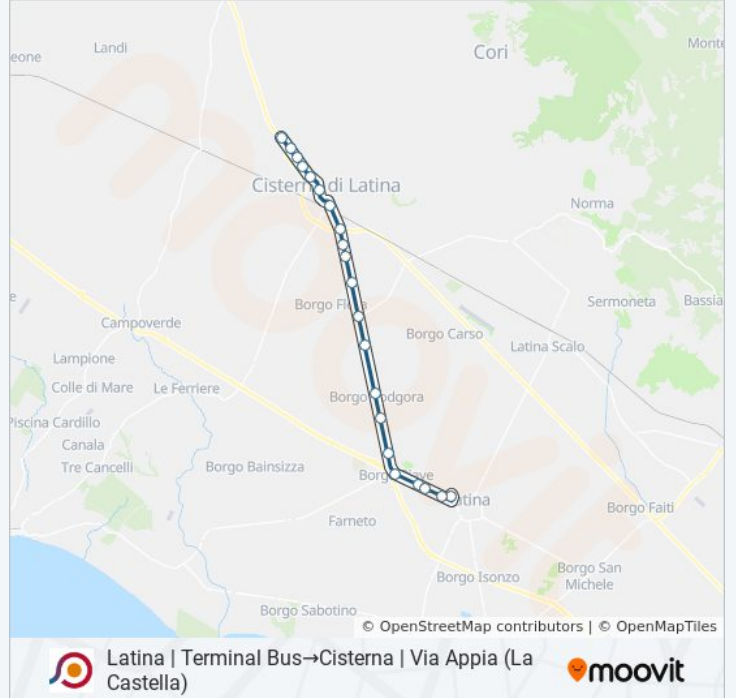 Landi
Cori
Monte
eone
Cisterna di Latina
Norma
Borgo Flora
Sermoneta
Bassia
Campoverde
Borgo Carso
Latina Scalo
Lampione
Colle di Mare
Le Ferriere
Borgo Podgora
Piscina Cardillo
Canala
Tre Cancelli
Borgo Bainsizza
Borgo Piave
Latina
Farneto
Borgo Faiti
Borgo Isonzo
Borgo San
Michele
Borgo Sabotino
© OpenStreetMap contributors | © OpenMapTiles
Latina | Terminal Bus→Cisterna | Via Appia (La
Castella)
moovit
moovit